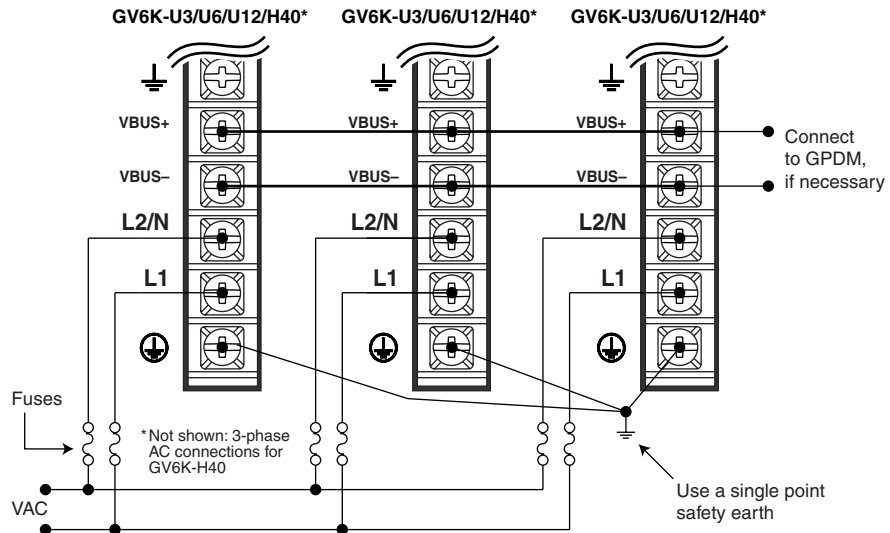 GV6K-U3/U6/U12/H40*
GV6K-U3/U6/U12/H40*
GV6K-U3/U6/U12/H40*
VBUS+
VBUS+
VBUS+
Connect
to GPDM,
if necessary
VBUS–
VBUS–
VBUS–
L2/N
L2/N
L2/N
L1
L1
L1
Fuses
*Not shown: 3-phase
AC connections for
GV6K-H40
VAC
Use a single point
safety earth